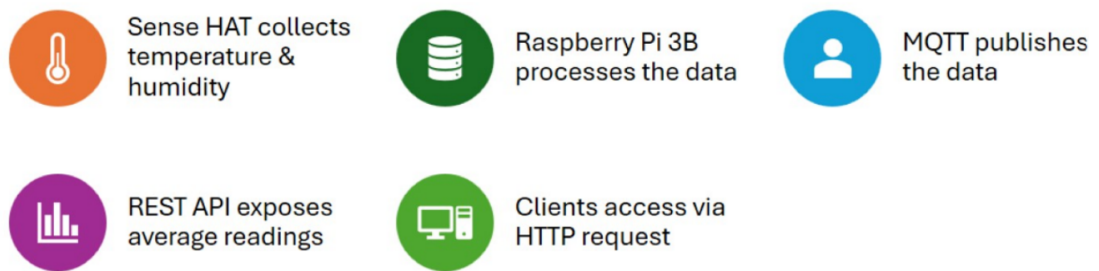 Sense HAT collects
temperature &
humidity
Raspberry Pi 3B
processes the data
MQTT publishes
the data
REST API exposes
average readings
Clients access via
HTTP request